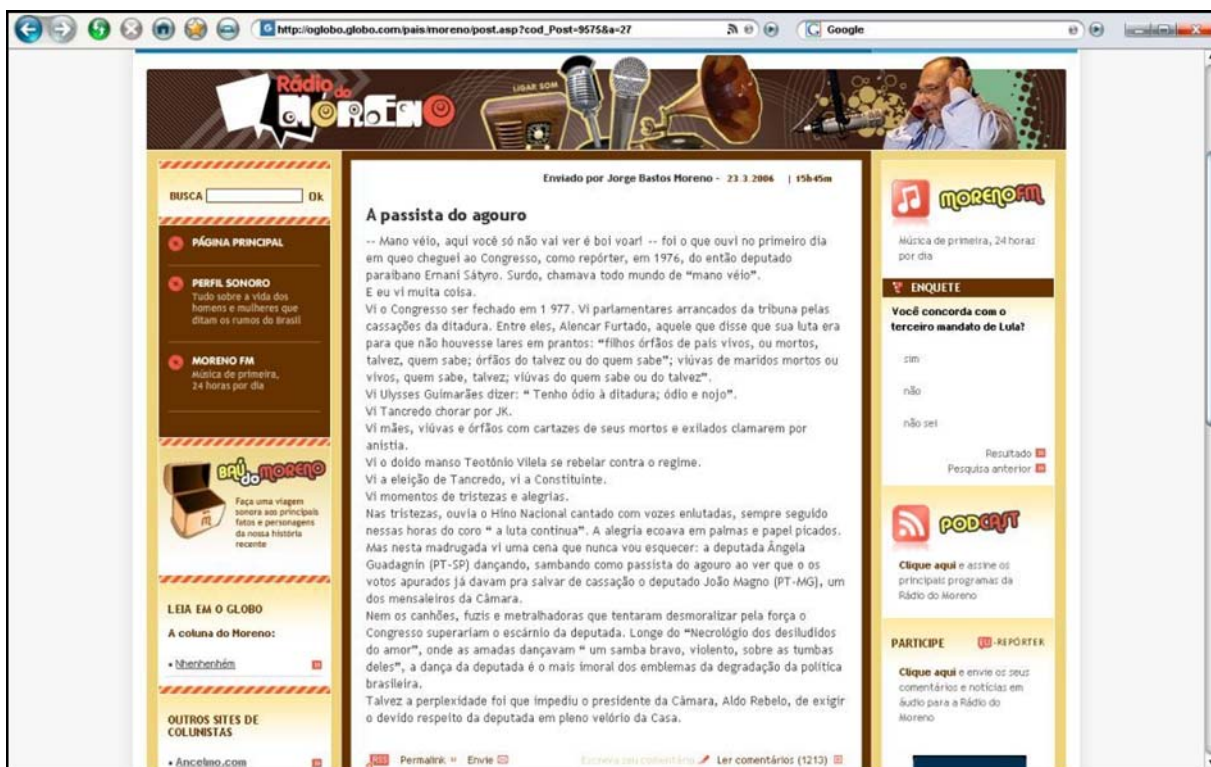 http://oglobo.globo.com/pais/moreno/post.asp?cod_Post=9575&a=27
Google
Rádio do
MORENO
LIGAR SOM
BUSCA
Ok
PÁGINA PRINCIPAL
PERFIL SONORO
Tudo sobre a vida dos
homens e mulheres que
ditam os rumos do Brasil
MORENO FM
Música de primeira,
24 horas por dia
BAÚ do MORENO
Faça uma viagem
sonora aos principais
fatos e personagens
da nossa história
recente
LEIA EM O GLOBO
A coluna do Moreno:
• Nhenhenhém
OUTROS SITES DE
COLUNISTAS
• Ancelmo.com
Enviado por Jorge Bastos Moreno - 23.3.2006 | 15h45m
A passista do agouro
-- Mano véio, aqui você só não vai ver é boi voar! -- foi o que ouvi no primeiro dia
em queo cheguei ao Congresso, como repórter, em 1976, do então deputado
paraibano Ernani Sátyro. Surdo, chamava todo mundo de “mano véio”.
E eu vi muita coisa.
Vi o Congresso ser fechado em 1 977. Vi parlamentares arrancados da tribuna pelas
cassações da ditadura. Entre eles, Alencar Furtado, aquele que disse que sua luta era
para que não houvesse lares em prantos: “filhos órfãos de pais vivos, ou mortos,
talvez, quem sabe; órfãos do talvez ou do quem sabe”; viúvas de maridos mortos ou
vivos, quem sabe, talvez; viúvas do quem sabe ou do talvez”.
Vi Ulysses Guimarães dizer: “ Tenho ódio à ditadura; ódio e nojo”.
Vi Tancredo chorar por JK.
Vi mães, viúvas e órfãos com cartazes de seus mortos e exilados clamarem por
anistia.
Vi o doido manso Teotônio Vilela se rebelar contra o regime.
Vi a eleição de Tancredo, vi a Constituinte.
Vi momentos de tristezas e alegrias.
Nas tristezas, ouvia o Hino Nacional cantado com vozes enlutadas, sempre seguido
nessas horas do coro “ a luta continua”. A alegria ecoava em palmas e papel picados.
Mas nesta madrugada vi uma cena que nunca vou esquecer: a deputada Ângela
Guadagnin (PT-SP) dançando, sambando como passista do agouro ao ver que o os
votos apurados já davam pra salvar de cassação o deputado João Magno (PT-MG), um
dos mensaleiros da Câmara.
Nem os canhões, fuzis e metralhadoras que tentaram desmoralizar pela força o
Congresso superariam o escárnio da deputada. Longe do “Necrológio dos desiludidos
do amor”, onde as amadas dançavam “ um samba bravo, violento, sobre as tumbas
deles”, a dança da deputada é o mais imoral dos emblemas da degradação da política
brasileira.
Talvez a perplexidade foi que impediu o presidente da Câmara, Aldo Rebelo, de exigir
o devido respeito da deputada em pleno velório da Casa.
RSS Permalink » Envie Escreva seu comentário Ler comentários (1213)
MORENOFM
Música de primeira, 24 horas
por dia
ENQUETE
Você concorda com o
terceiro mandato de Lula?
sim
não
não sei
Resultado
Pesquisa anterior
PODCAST
Clique aqui e assine os
principais programas da
Rádio do Moreno
PARTICIPE EU-REPÓRTER
Clique aqui e envie os seus
comentários e notícias em
áudio para a Rádio do
Moreno